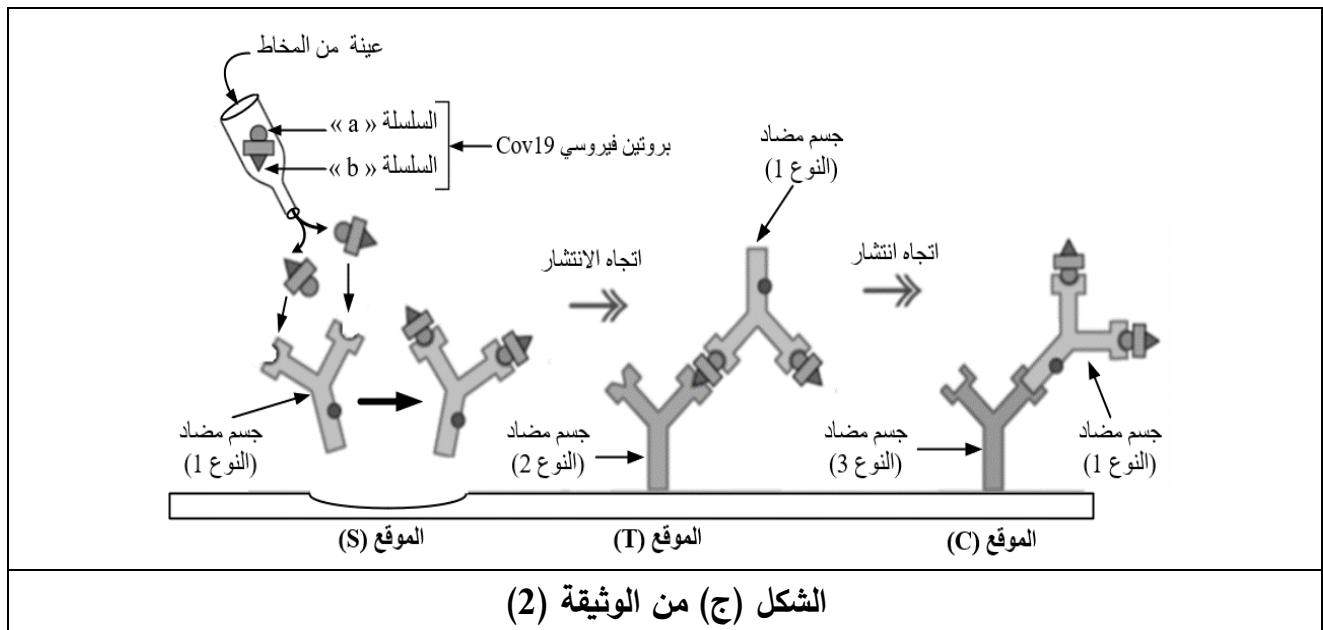 عينة من المخاط
السلسلة « a »
السلسلة « b »
بروتين فيروسي Cov19
جسم مضاد
(النوع 1)
اتجاه الانتشار
اتجاه انتشار
جسم مضاد
(النوع 1)
جسم مضاد
(النوع 2)
جسم مضاد
(النوع 3)
جسم مضاد
(النوع 1)
الموقع (S)
الموقع (T)
الموقع (C)
الشكل (ج) من الوثيقة (2)